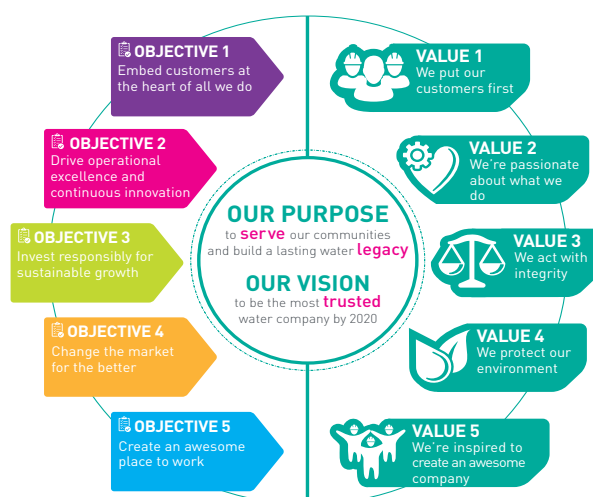 OBJECTIVE 1
Embed customers at
the heart of all we do
OBJECTIVE 2
Drive operational
excellence and
continuous innovation
OBJECTIVE 3
Invest responsibly for
sustainable growth
OBJECTIVE 4
Change the market
for the better
OBJECTIVE 5
Create an awesome
place to work
OUR PURPOSE
to serve our communities
and build a lasting water legacy
OUR VISION
to be the most trusted
water company by 2020
VALUE 1
We put our
customers first
VALUE 2
We're passionate
about what we
do
VALUE 3
We act with
integrity
VALUE 4
We protect our
environment
VALUE 5
We're inspired to
create an awesome
company